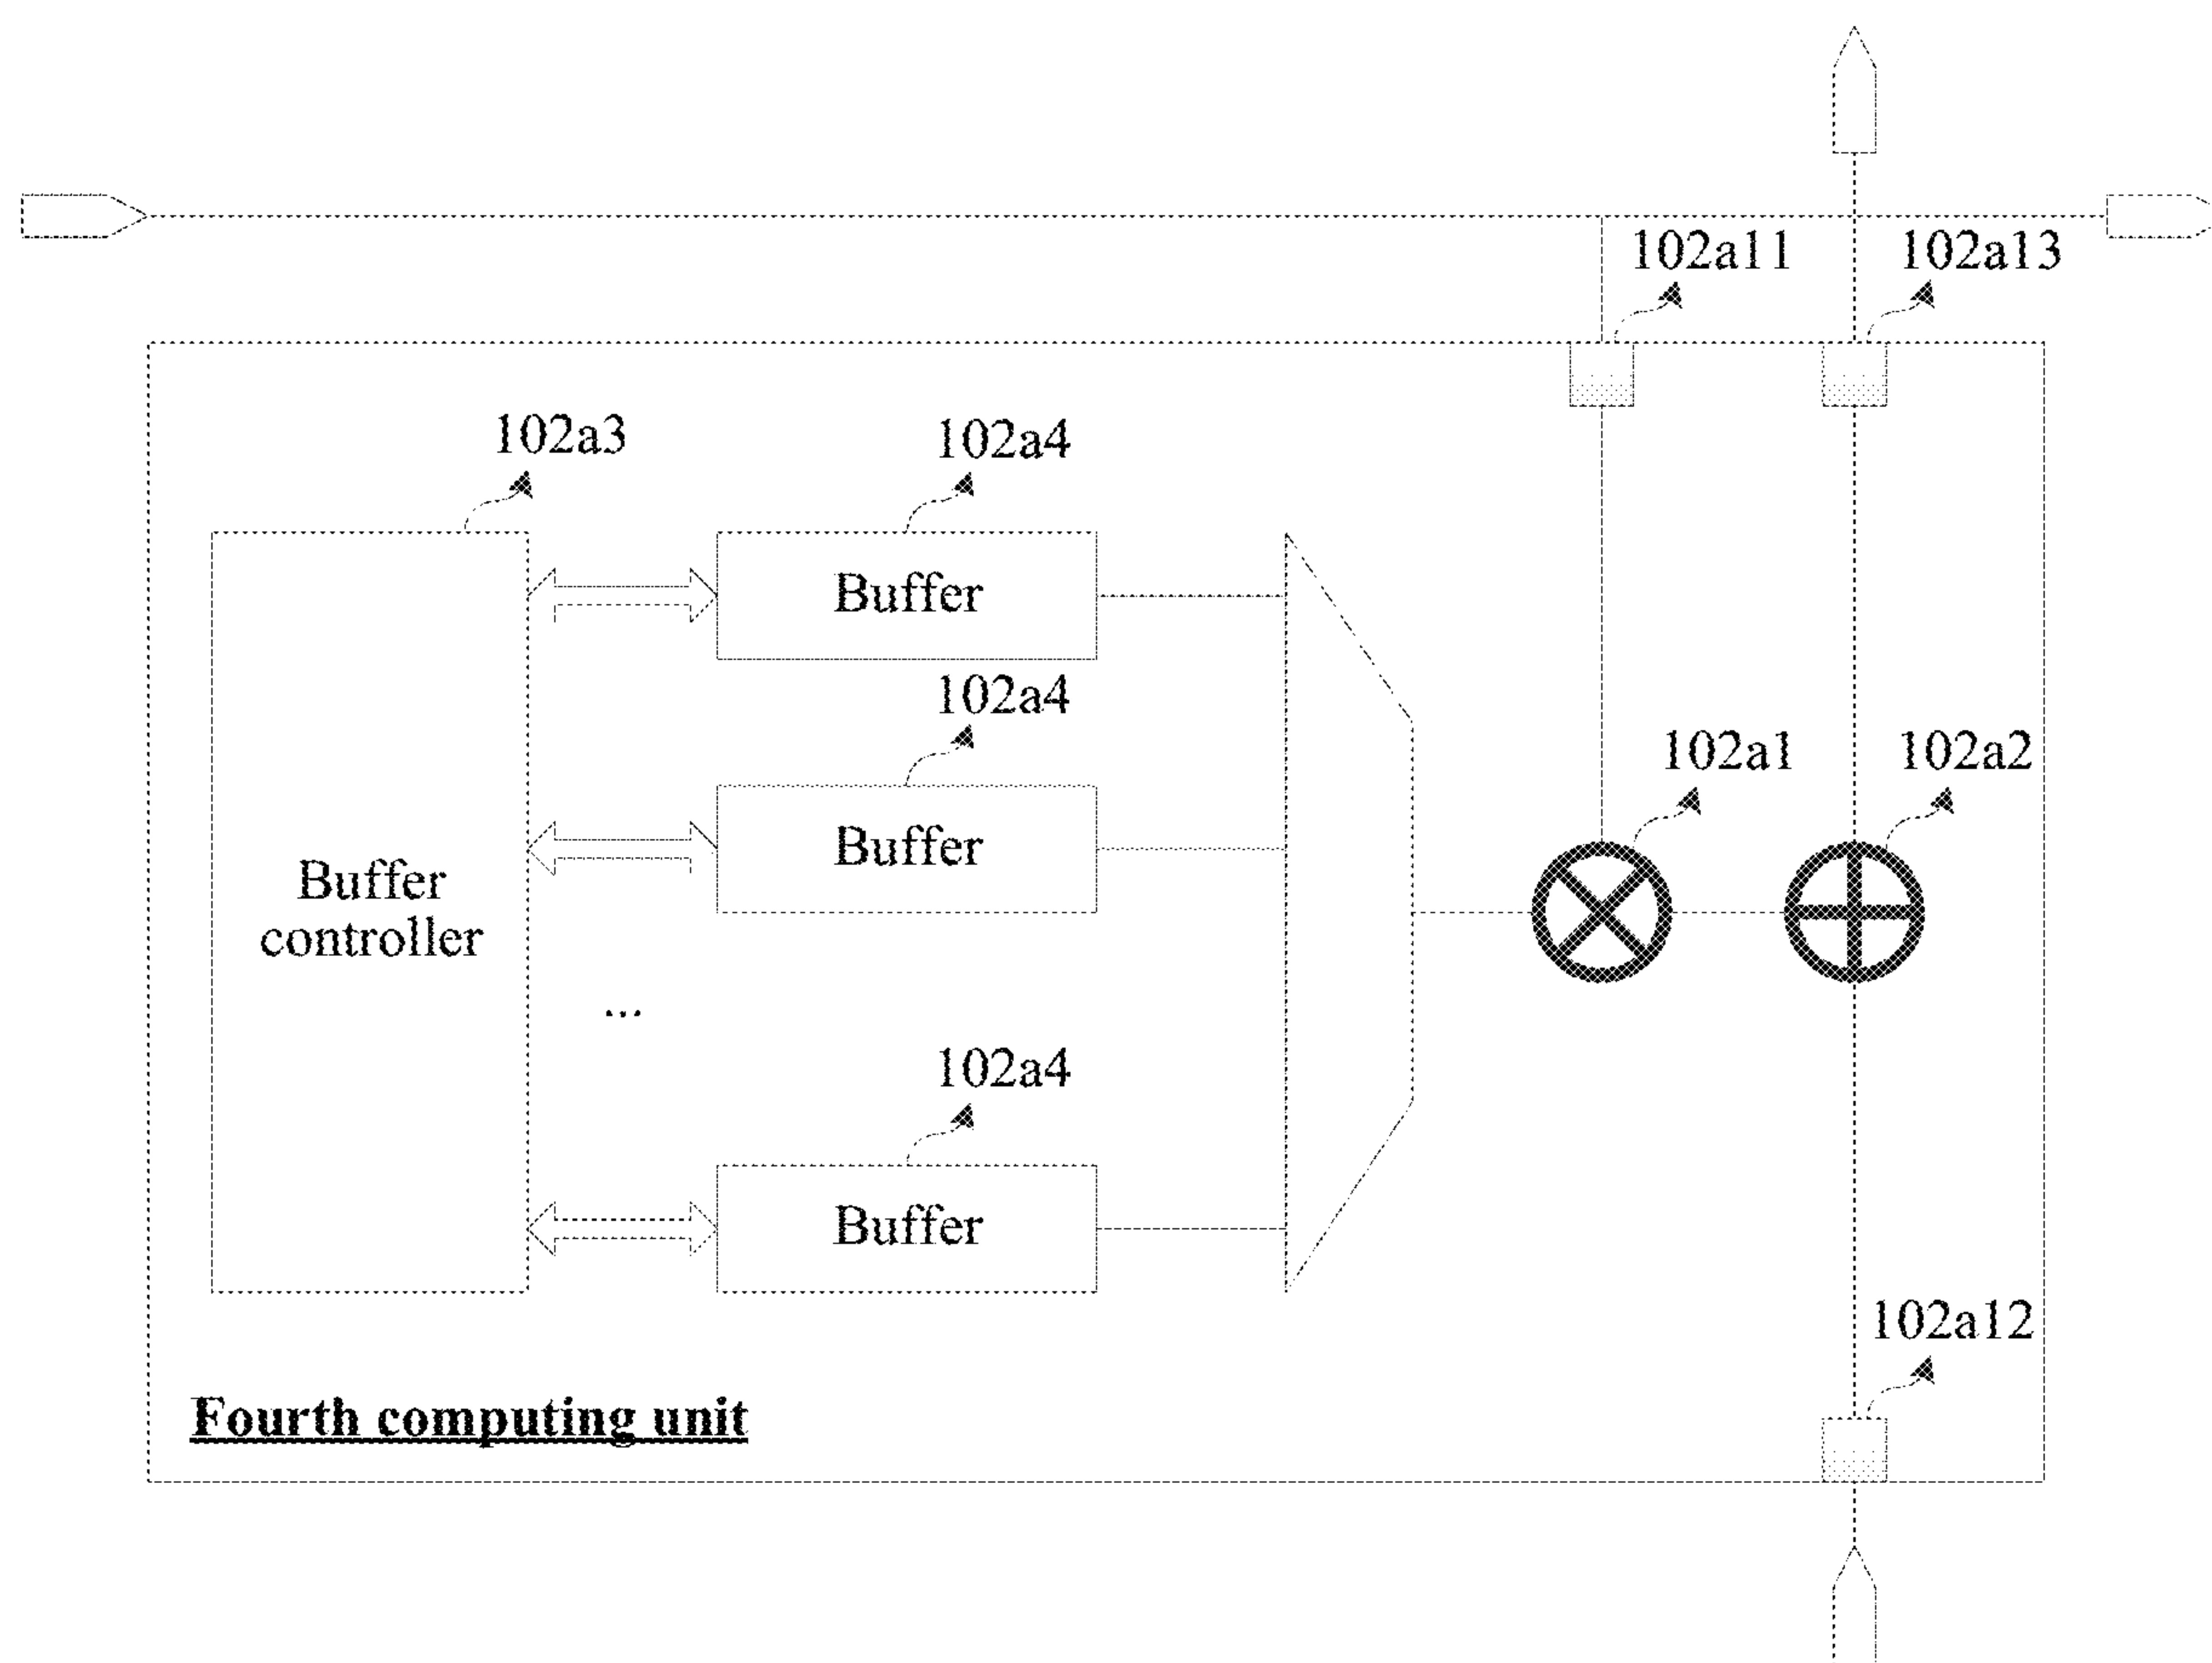 102a11
102a13
102a3
102a4
Buffer
102a4
102a1
102a2
Buffer
Buffer
controller
...
102a4
Buffer
102a12
Fourth computing unit